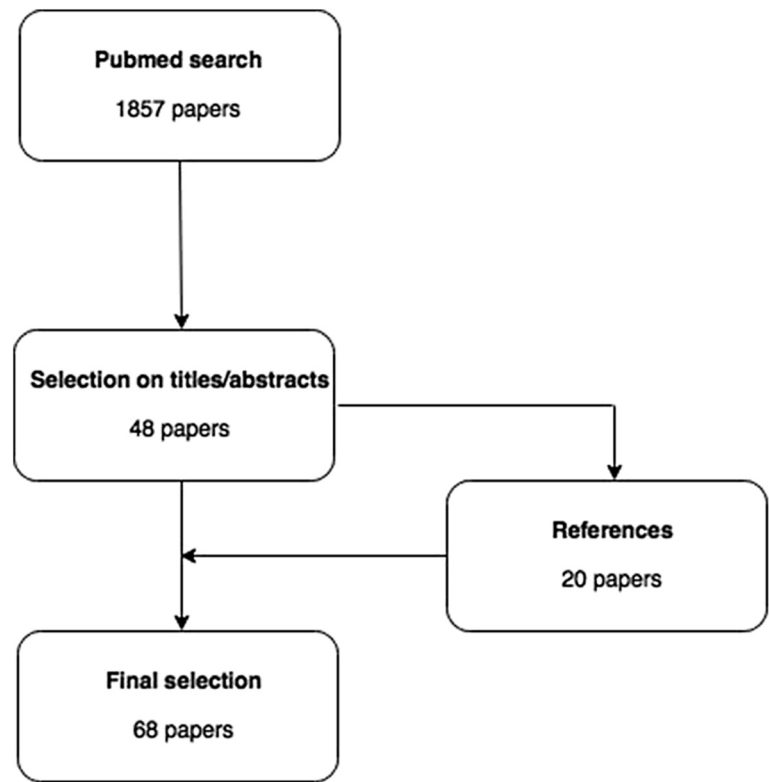 Pubmed search
1857 papers
Selection on titles/abstracts
48 papers
References
20 papers
Final selection
68 papers